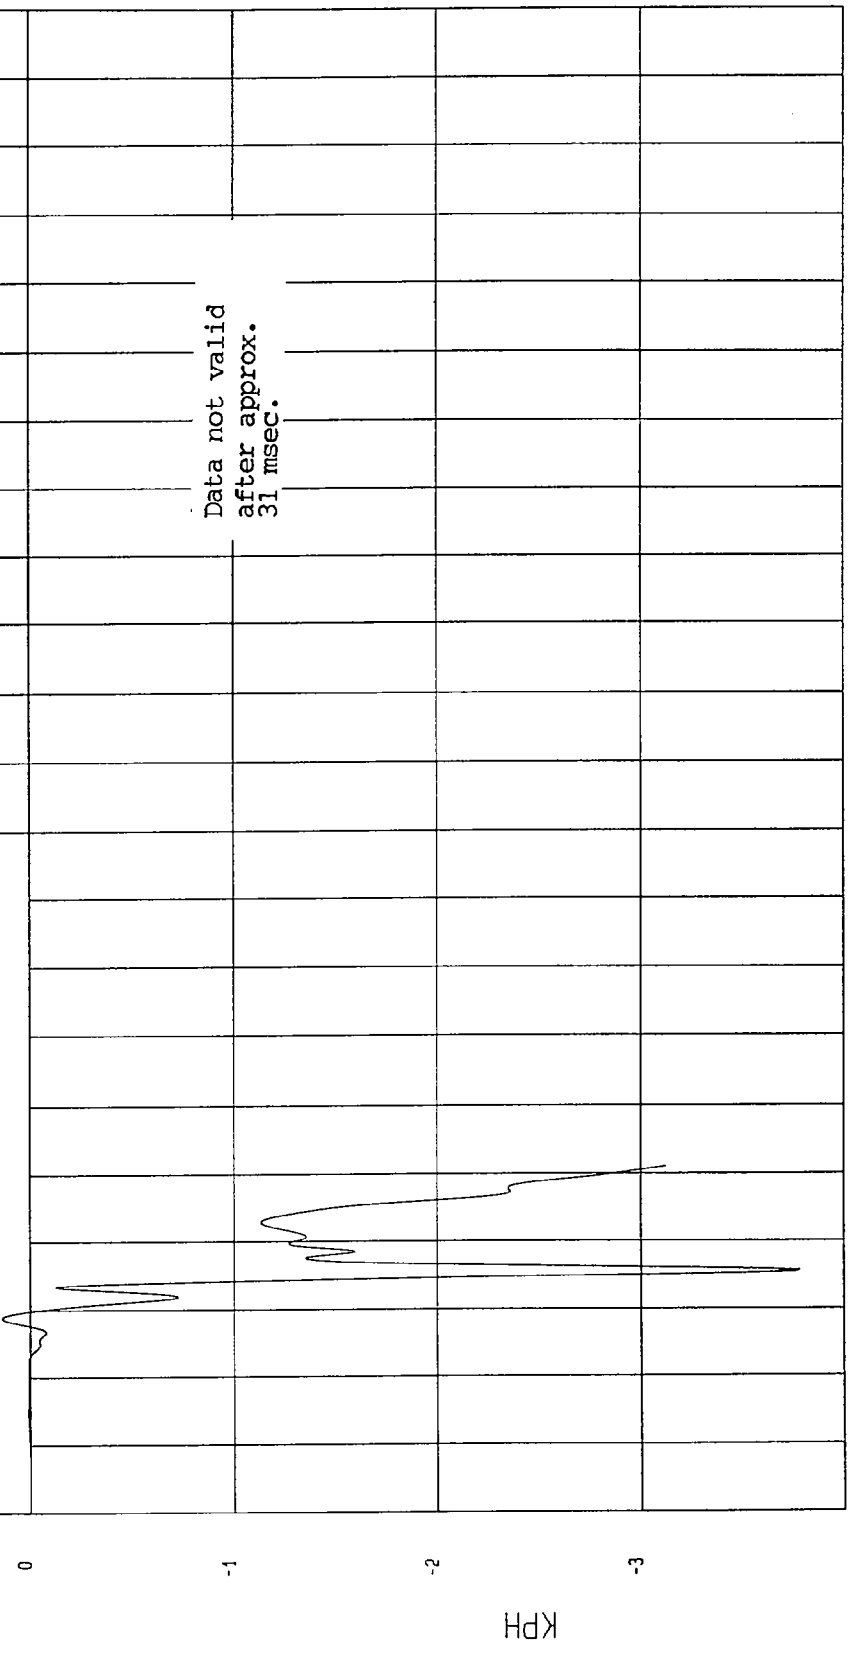 0
-1
-2
-3
KPH
Data not valid
after approx.
31 msec.